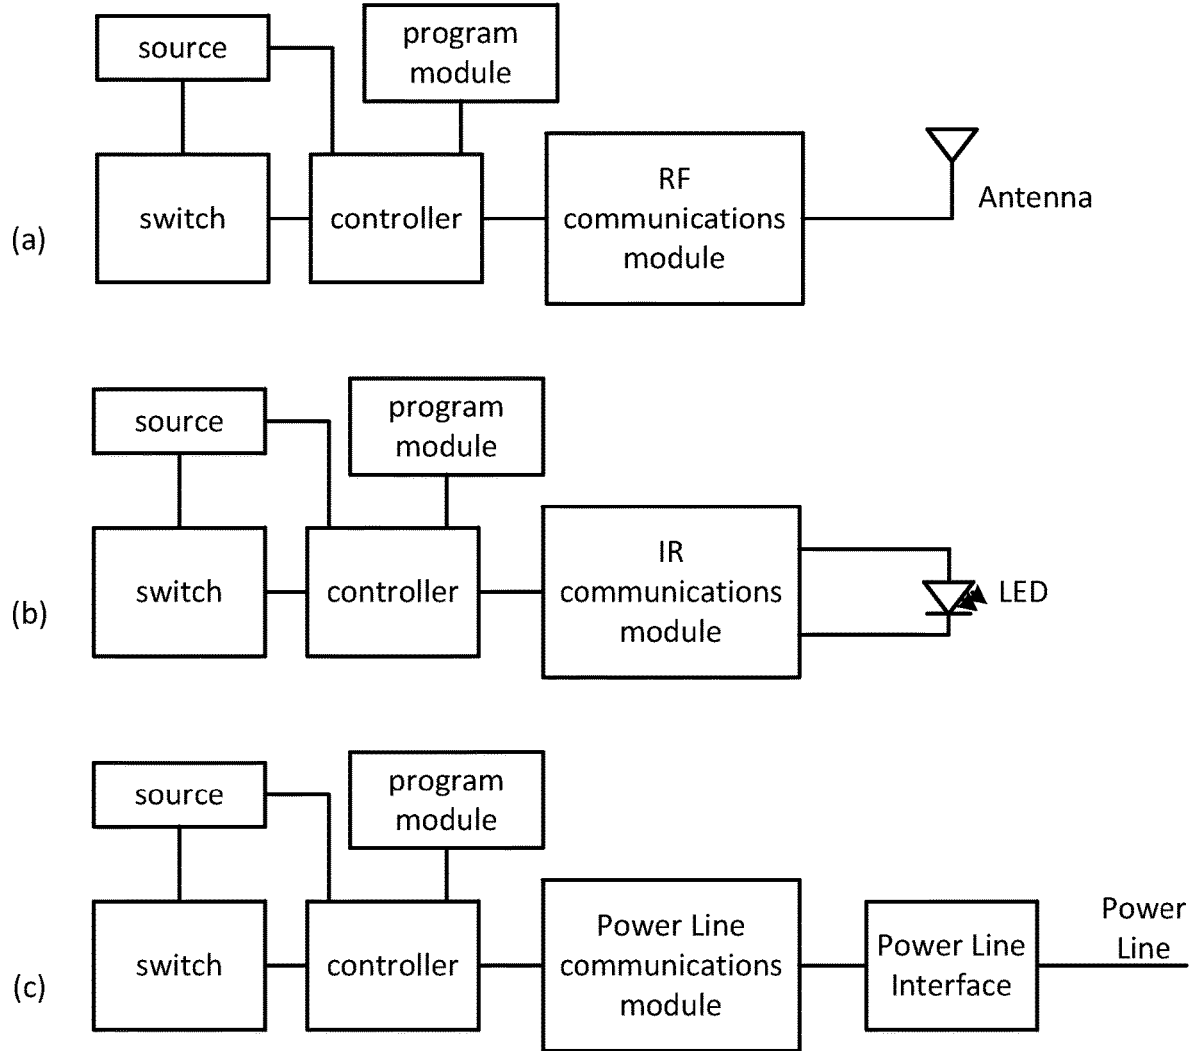 (a)
source
program
module
switch
controller
RF
communications
module
Antenna
(b)
source
program
module
switch
controller
IR
communications
module
LED
(c)
source
program
module
switch
controller
Power Line
communications
module
Power Line
Interface
Power
Line